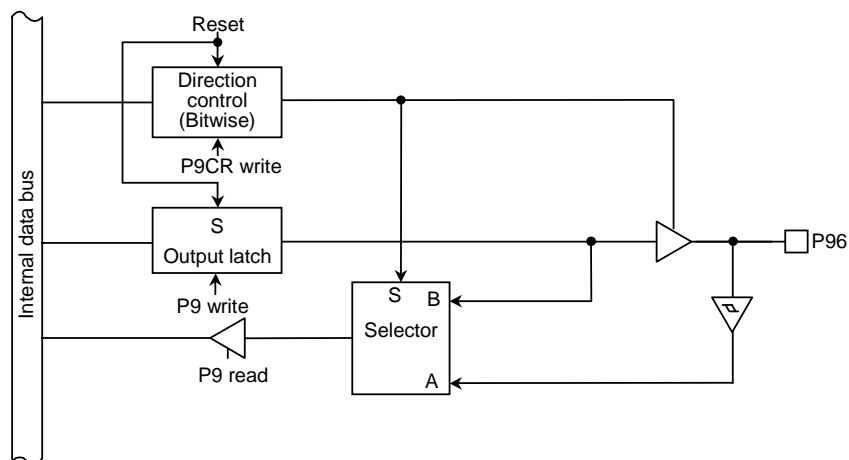 Reset
Direction
control
(Bitwise)
P9CR write
Internal data bus
S
Output latch
P96
P9 write
S
B
Selector
P9 read
A